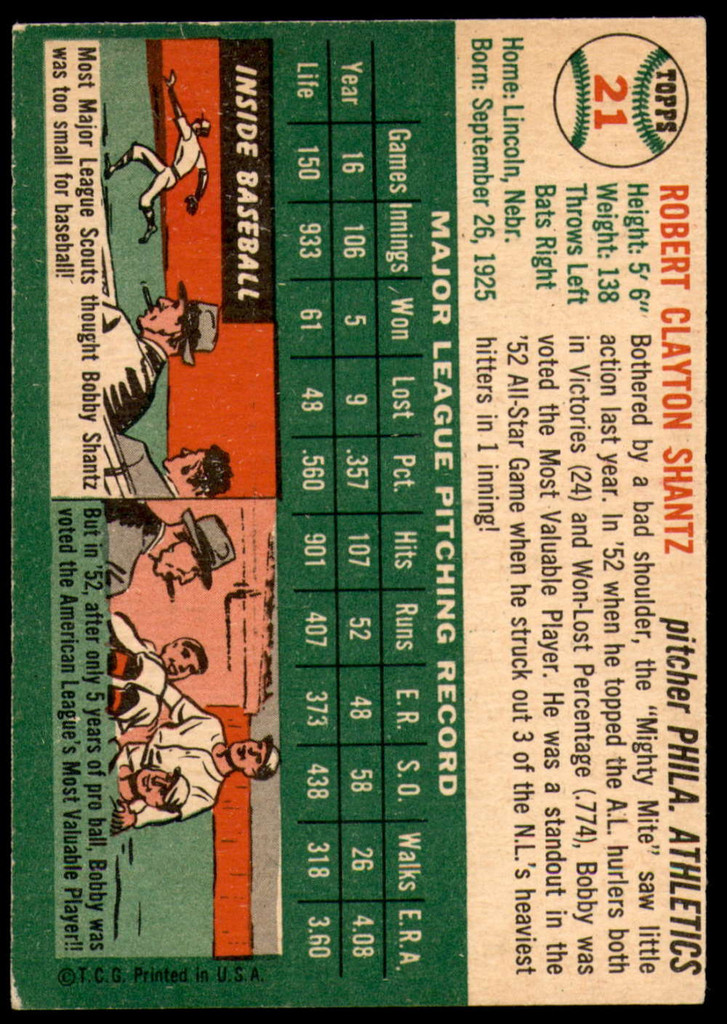 TOPPS
21
ROBERT CLAYTON SHANTZ pitcher PHILA. ATHLETICS
Height: 5' 6"
Weight: 138
Throws Left
Bats Right
Home: Lincoln, Nebr.
Born: September 26, 1925
Bothered by a bad shoulder, the "Mighty Mite" saw little
action last year. In '52 when he topped the A.L. hurlers both
in Victories (24) and Won-Lost Percentage (.774), Bobby was
voted the Most Valuable Player. He was a standout in the
'52 All-Star Game when he struck out 3 of the N.L.'s heaviest
hitters in 1 inning!
MAJOR LEAGUE PITCHING RECORD
Games Innings Won Lost Pct. Hits Runs E.R. S.O. Walks E.R.A.
Year 16 106 5 9 .357 107 52 48 58 26 4.08
Life 150 933 61 48 .560 901 407 373 438 318 3.60
INSIDE BASEBALL
Most Major League Scouts thought Bobby Shantz
was too small for baseball!
But in '52, after only 5 years of pro ball, Bobby was
voted the American League's Most Valuable Player!!
©T.C.G. Printed in U.S.A.